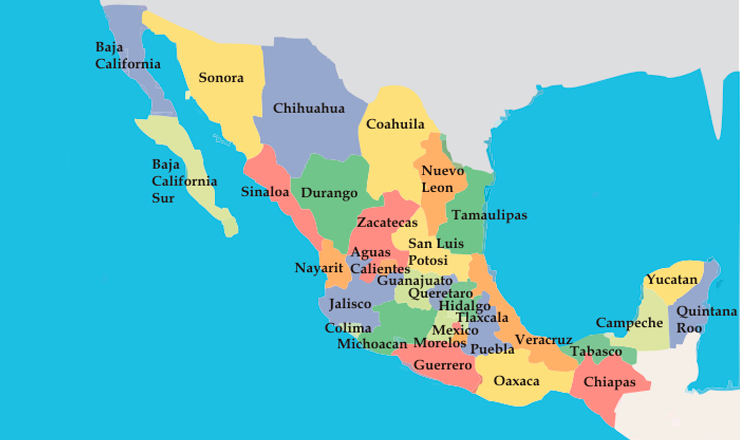 Baja
California
Sonora
Chihuahua
Coahuila
Baja
California
Sur
Sinaloa
Durango
Nuevo
Leon
Tamaulipas
Zacatecas
San Luis
Potosi
Nayarit
Aguas
Calientes
Guanajuato
Queretaro
Hidalgo
Tlaxcala
Jalisco
Colima
Mexico
Michoacan
Morelos
Puebla
Veracruz
Guerrero
Oaxaca
Tabasco
Chiapas
Campeche
Yucatan
Quintana
Roo